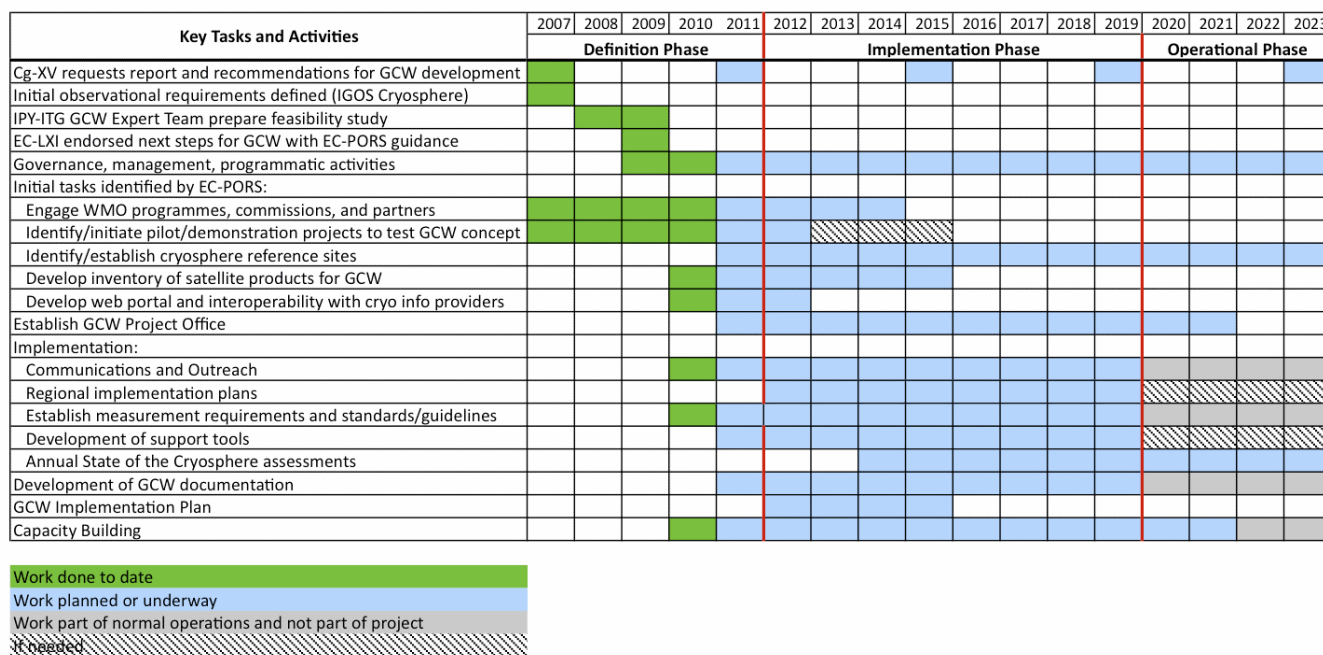 Key Tasks and Activities 2007 2008 2009 2010 2011 2012 2013 2014 2015 2016 2017 2018 2019 2020 2021 2022 2023
Definition Phase Implementation Phase Operational Phase
Cg-XV requests report and recommendations for GCW development
Initial observational requirements defined (IGOS Cryosphere)
IPY-ITG GCW Expert Team prepare feasibility study
EC-LXI endorsed next steps for GCW with EC-PORS guidance
Governance, management, programmatic activities
Initial tasks identified by EC-PORS:
Engage WMO programmes, commissions, and partners
Identify/initiate pilot/demonstration projects to test GCW concept
Identify/establish cryosphere reference sites
Develop inventory of satellite products for GCW
Develop web portal and interoperability with cryo info providers
Establish GCW Project Office
Implementation:
Communications and Outreach
Regional implementation plans
Establish measurement requirements and standards/guidelines
Development of support tools
Annual State of the Cryosphere assessments
Development of GCW documentation
GCW Implementation Plan
Capacity Building
Work done to date
Work planned or underway
Work part of normal operations and not part of project
If needed